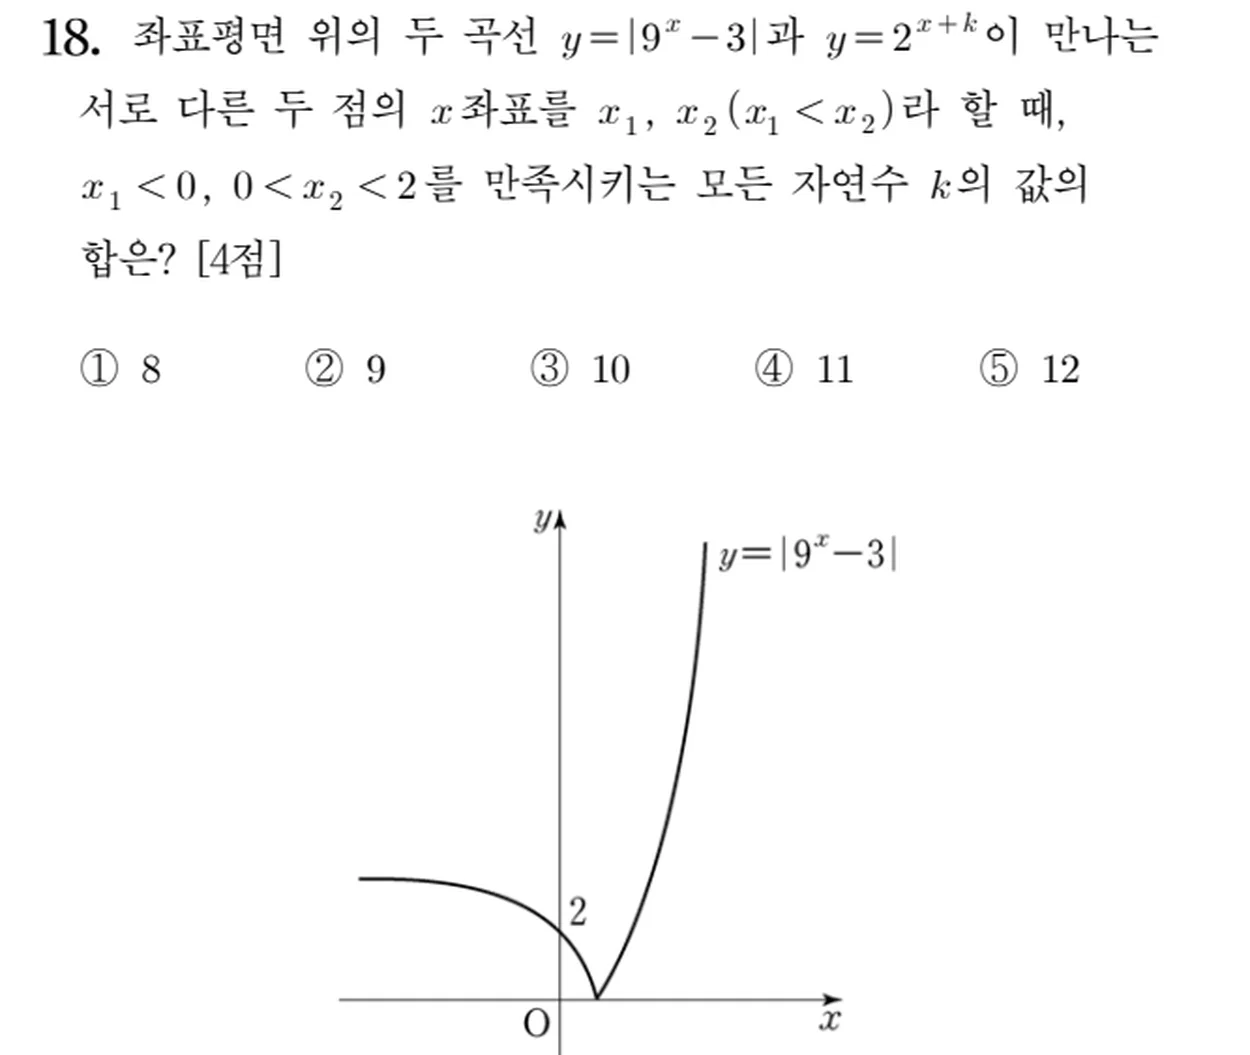 18. 좌표평면 위의 두 곡선 y=|9^x-3|과 y=2^{x+k}이 만나는
서로 다른 두 점의 x좌표를 x_1, x_2(x_1<x_2)라 할 때,
x_1<0, 0<x_2<2를 만족시키는 모든 자연수 k의 값의
합은? [4점]
① 8 ② 9 ③ 10 ④ 11 ⑤ 12
y
y=|9^x-3|
2
O
x